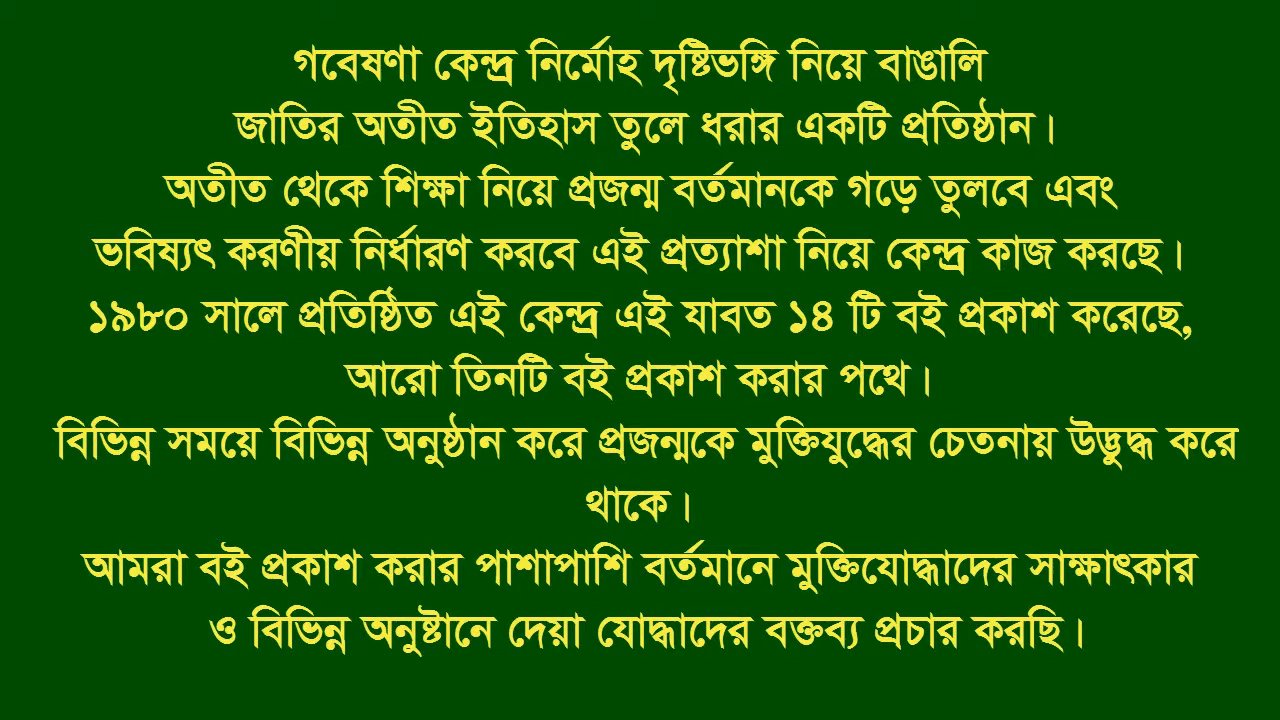 গবেষণা কেন্দ্র নির্মোহ দৃষ্টিভঙ্গি নিয়ে বাঙালি
জাতির অতীত ইতিহাস তুলে ধরার একটি প্রতিষ্ঠান।
অতীত থেকে শিক্ষা নিয়ে প্রজন্ম বর্তমানকে গড়ে তুলবে এবং
ভবিষ্যৎ করণীয় নির্ধারণ করবে এই প্রত্যাশা নিয়ে কেন্দ্র কাজ করছে।
১৯৮০ সালে প্রতিষ্ঠিত এই কেন্দ্র এই যাবত ১৪ টি বই প্রকাশ করেছে,
আরো তিনটি বই প্রকাশ করার পথে।
বিভিন্ন সময়ে বিভিন্ন অনুষ্ঠান করে প্রজন্মকে মুক্তিযুদ্ধের চেতনায় উদ্ভুদ্ধ করে
থাকে।
আমরা বই প্রকাশ করার পাশাপাশি বর্তমানে মুক্তিযোদ্ধাদের সাক্ষাৎকার
ও বিভিন্ন অনুষ্টানে দেয়া যোদ্ধাদের বক্তব্য প্রচার করছি।